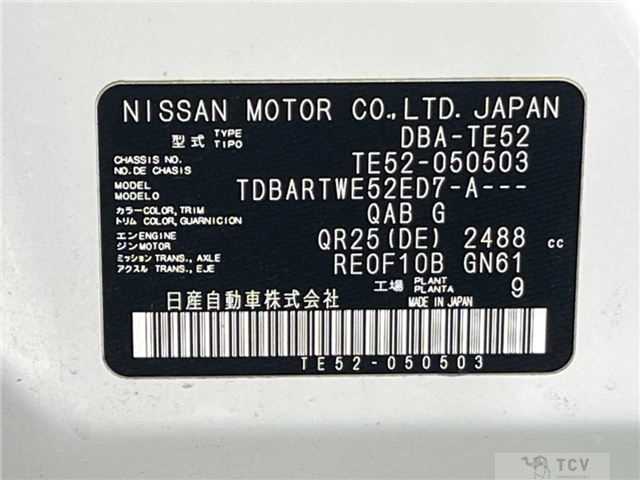 NISSAN MOTOR CO.,LTD. JAPAN
型式 TYPE TIPO DBA-TE52
CHASSIS NO. NO.DE CHASIS TE52-050503
MODEL MODELO TDBARTWE52ED7-A---
カラー COLOR, TRIM トリム COLOR, GUARNICION QAB G
エンジン ENGINE MOTOR QR25(DE) 2488 cc
ミッション TRANS., AXLE アクスル TRANS., EJE RE0F10B GN61
工場 PLANT PLANTA 9
日産自動車株式会社 MADE IN JAPAN
TE52-050503
TCV